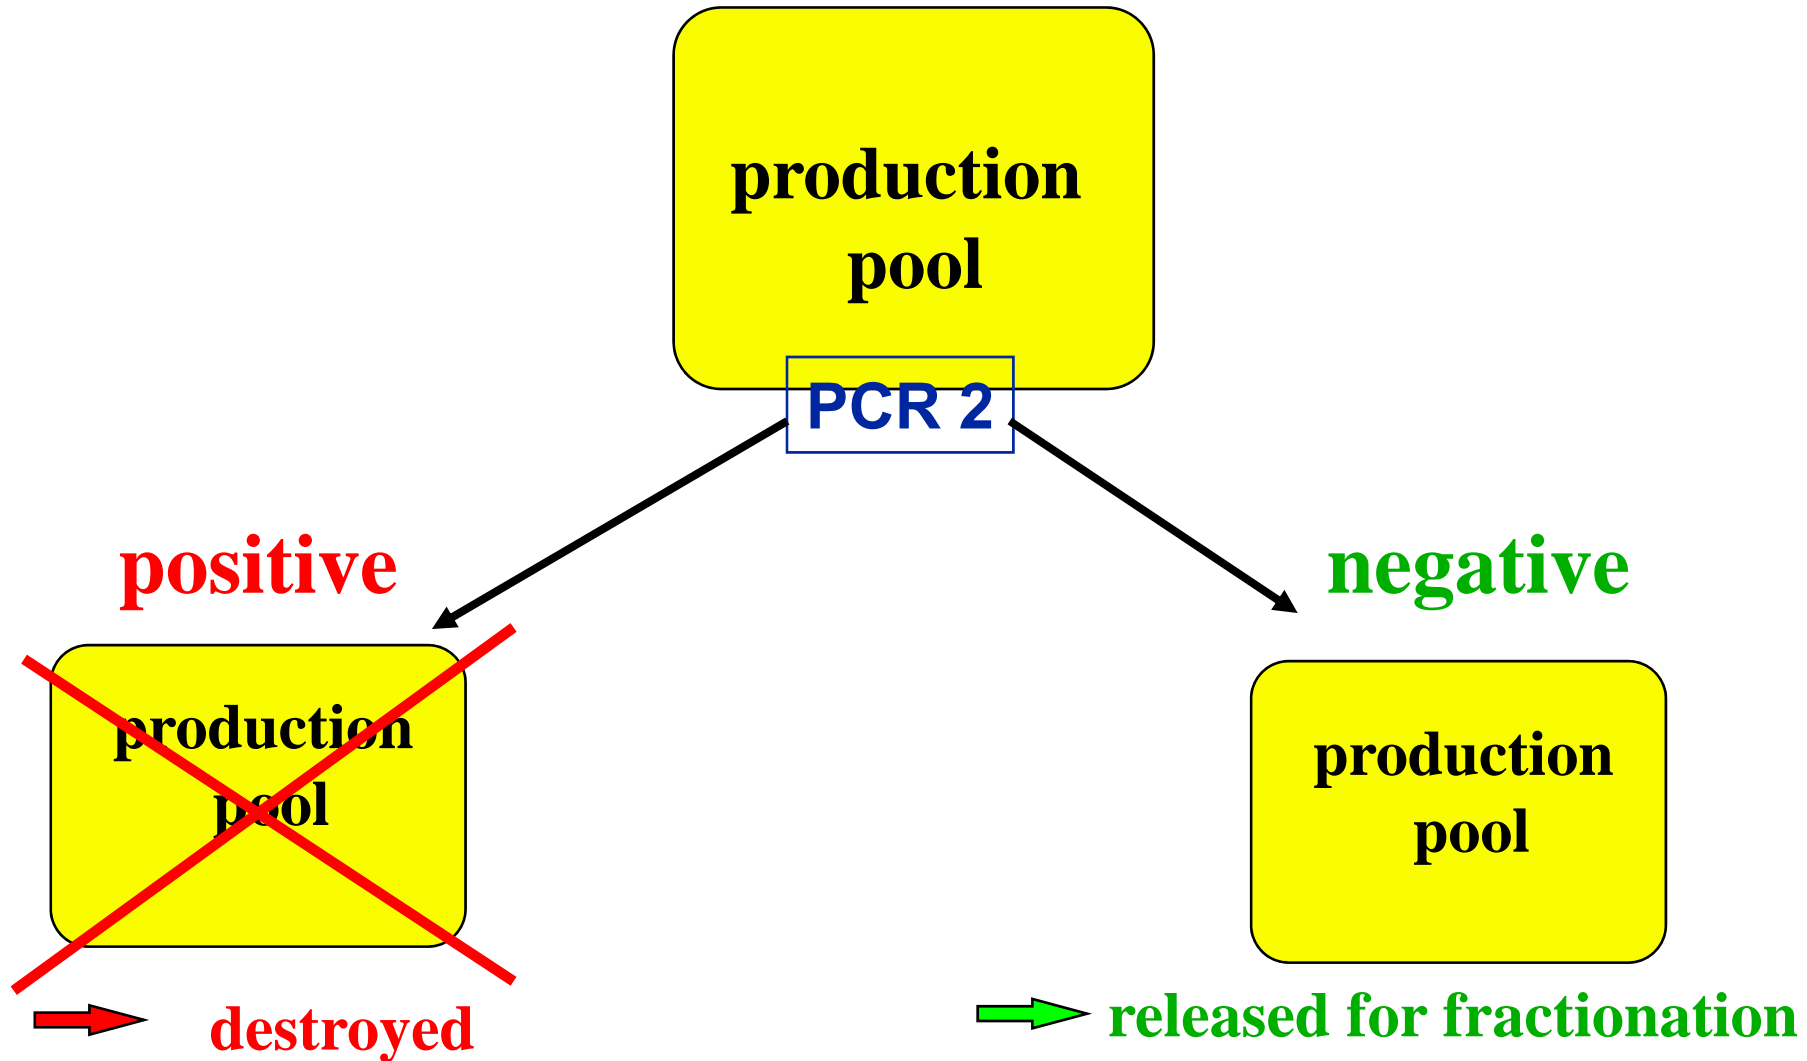 production
pool
PCR 2
positive
negative
production
pool
production
pool
destroyed
released for fractionation